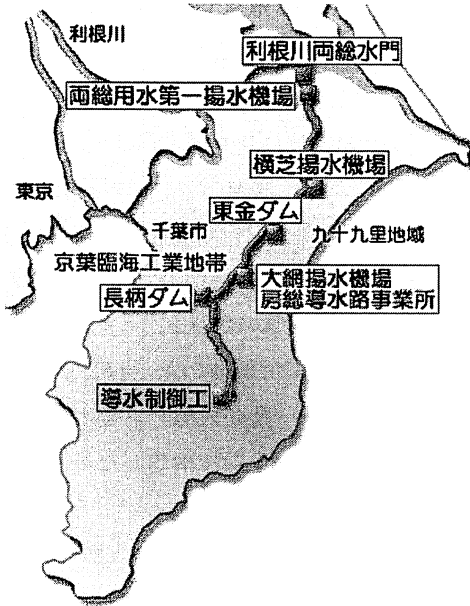 利根川
利根川両総水門
両総用水第一揚水機場
横芝揚水機場
東京
東金ダム
千葉市
九十九里地域
京葉臨海工業地帯
大網揚水機場
房総導水路事業所
長柄ダム
導水制御工